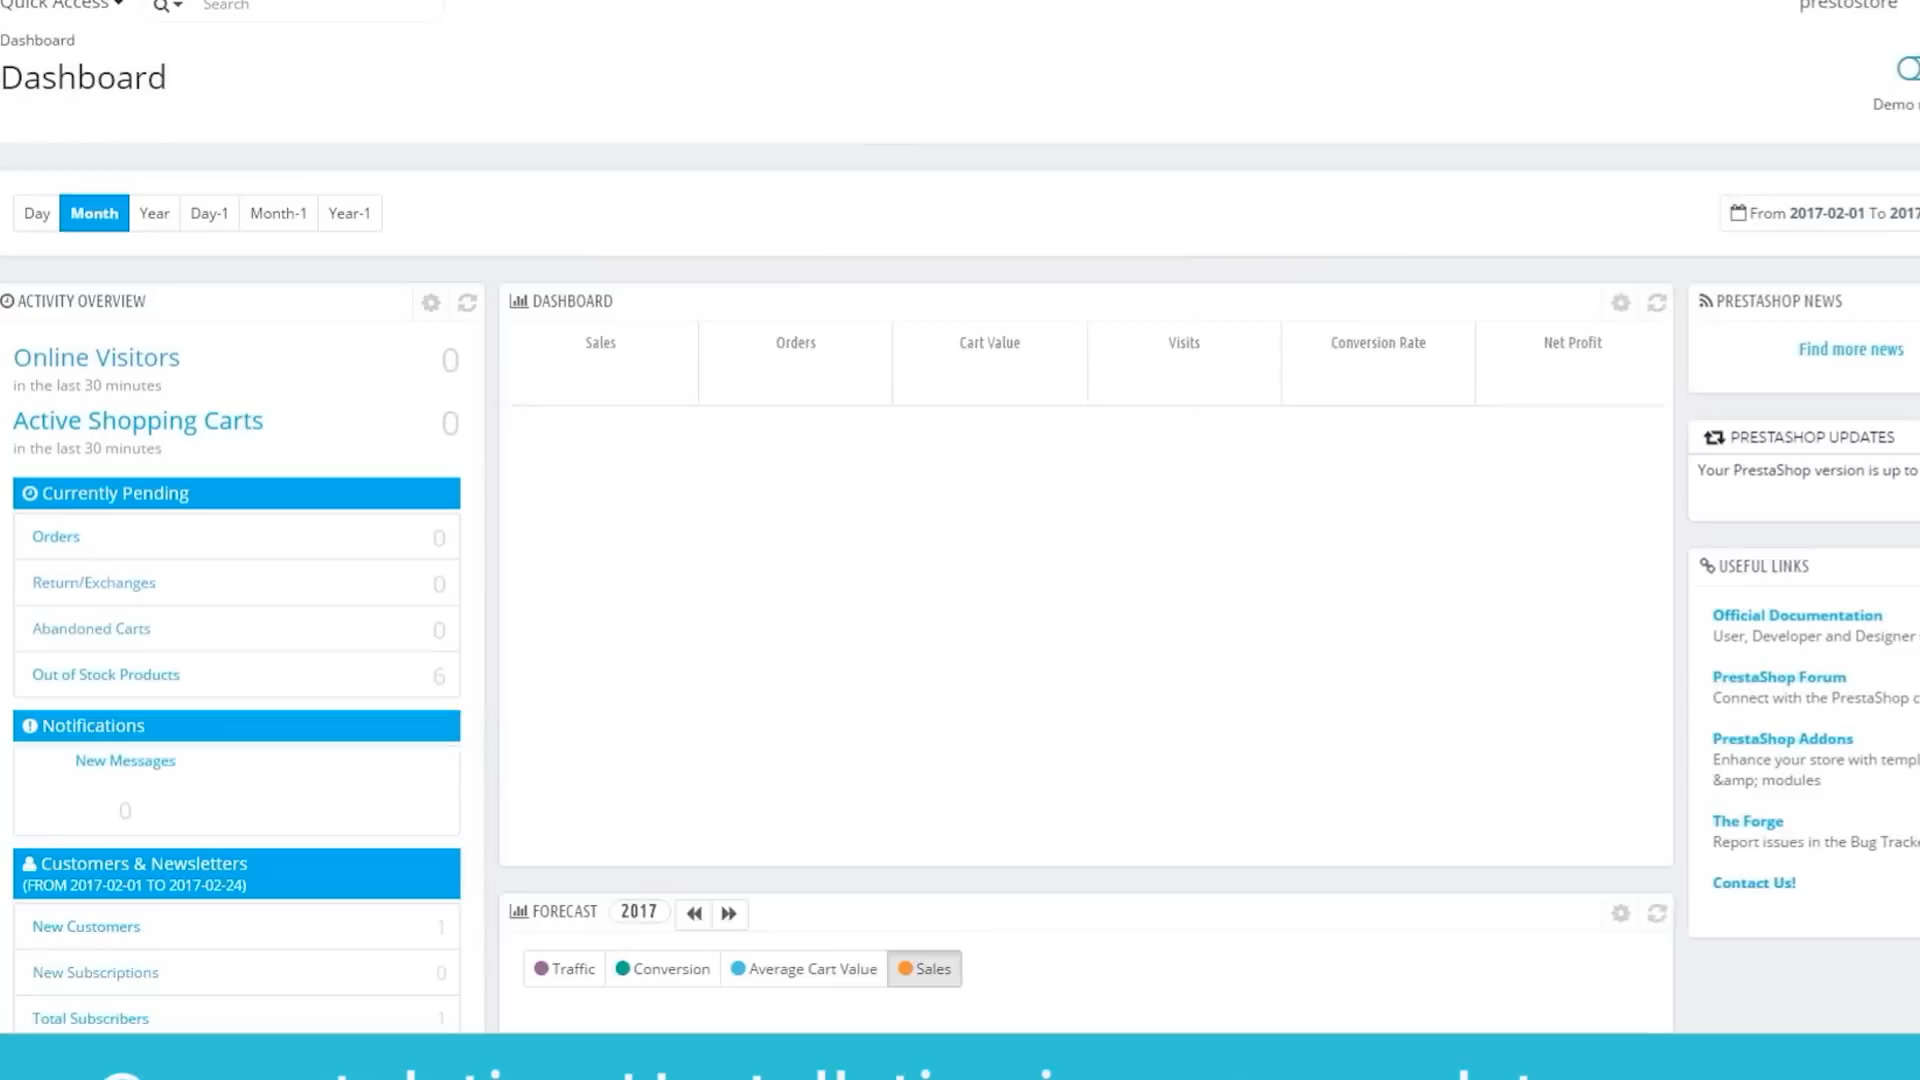 Quick Access
Search
prestostore
Dashboard
Dashboard
Demo
Day
Month
Year
Day-1
Month-1
Year-1
From 2017-02-01 To 2017
ACTIVITY OVERVIEW
Online Visitors
0
in the last 30 minutes
Active Shopping Carts
0
in the last 30 minutes
Currently Pending
Orders
0
Return/Exchanges
0
Abandoned Carts
0
Out of Stock Products
6
Notifications
New Messages
0
Customers & Newsletters
(FROM 2017-02-01 TO 2017-02-24)
New Customers
1
New Subscriptions
0
Total Subscribers
1
DASHBOARD
Sales
Orders
Cart Value
Visits
Conversion Rate
Net Profit
FORECAST
2017
Traffic
Conversion
Average Cart Value
Sales
PRESTASHOP NEWS
Find more news
PRESTASHOP UPDATES
Your PrestaShop version is up to
USEFUL LINKS
Official Documentation
User, Developer and Designer
PrestaShop Forum
Connect with the PrestaShop
PrestaShop Addons
Enhance your store with templ
&amp; modules
The Forge
Report issues in the Bug Tracke
Contact Us!